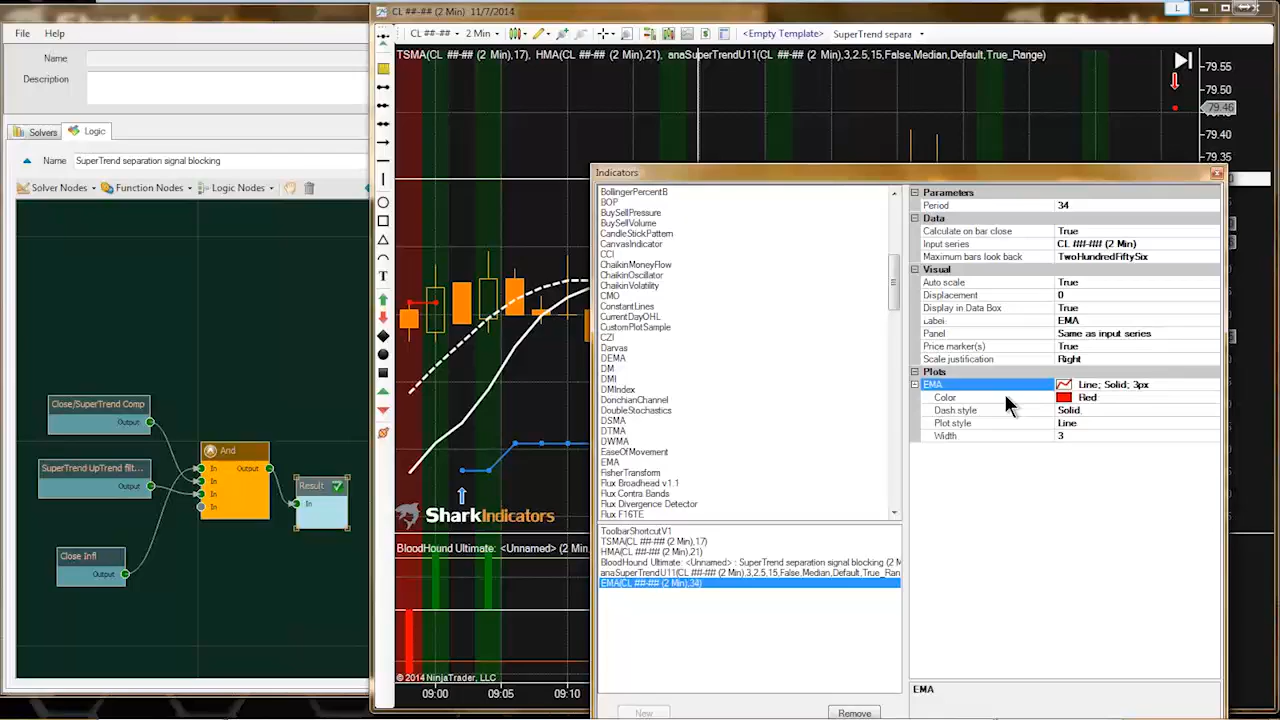 CL ##-## (2 Min) 11/7/2014
L
File Help
CL ##-## 2 Min <Empty Template> SuperTrend separa
Name
Description
TSMA(CL ##-## (2 Min),17), HMA(CL ##-## (2 Min),21), anaSuperTrendU11(CL ##-## (2 Min),3,2.5,15,False,Median,Default,True_Range)
79.55
79.50
79.46
79.40
79.35
Solvers Logic
Name SuperTrend separation signal blocking
Solver Nodes Function Nodes Logic Nodes
Close/SuperTrend Comp
Output
SuperTrend UpTrend filt...
Output
Close Infl
Output
And
In Output
In
In
In
Result
In
T
SharkIndicators
BloodHound Ultimate: <Unnamed> (2 Min
© 2014 NinjaTrader, LLC
09:00 09:05 09:10
Indicators
BollingerPercentB
BOP
BuySellPressure
BuySellVolume
CandleStickPattern
CanvasIndicator
CCI
ChaikinMoneyFlow
ChaikinOscillator
ChaikinVolatility
CMO
ConstantLines
CurrentDayOHL
CustomPlotSample
CZI
Darvas
DEMA
DM
DMI
DMIndex
DonchianChannel
DoubleStochastics
DSMA
DTMA
DWMA
EaseOfMovement
EMA
FisherTransform
Flux Broadhead v1.1
Flux Contra Bands
Flux Divergence Detector
Flux F16TE
ToolbarShortcutV1
TSMA(CL ##-## (2 Min),17)
HMA(CL ##-## (2 Min),21)
BloodHound Ultimate: <Unnamed> : SuperTrend separation signal blocking (2 M
anaSuperTrendU11(CL ##-## (2 Min),3,2.5,15,False,Median,Default,True_Ran
EMA(CL ##-## (2 Min),34)
New Remove
Parameters
Period 34
Data
Calculate on bar close True
Input series CL ##-## (2 Min)
Maximum bars look back TwoHundredFiftySix
Visual
Auto scale True
Displacement 0
Display in Data Box True
Label EMA
Panel Same as input series
Price marker(s) True
Scale justification Right
Plots
EMA Line; Solid; 3px
Color Red
Dash style Solid
Plot style Line
Width 3
EMA